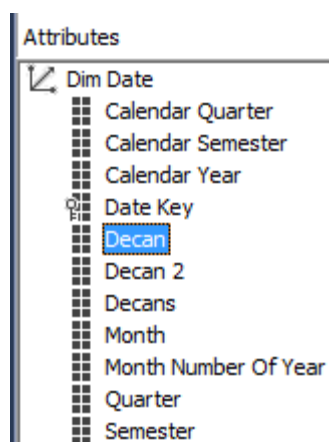 Attributes
Dim Date
Calendar Quarter
Calendar Semester
Calendar Year
Date Key
Decan
Decan 2
Decans
Month
Month Number Of Year
Quarter
Semester